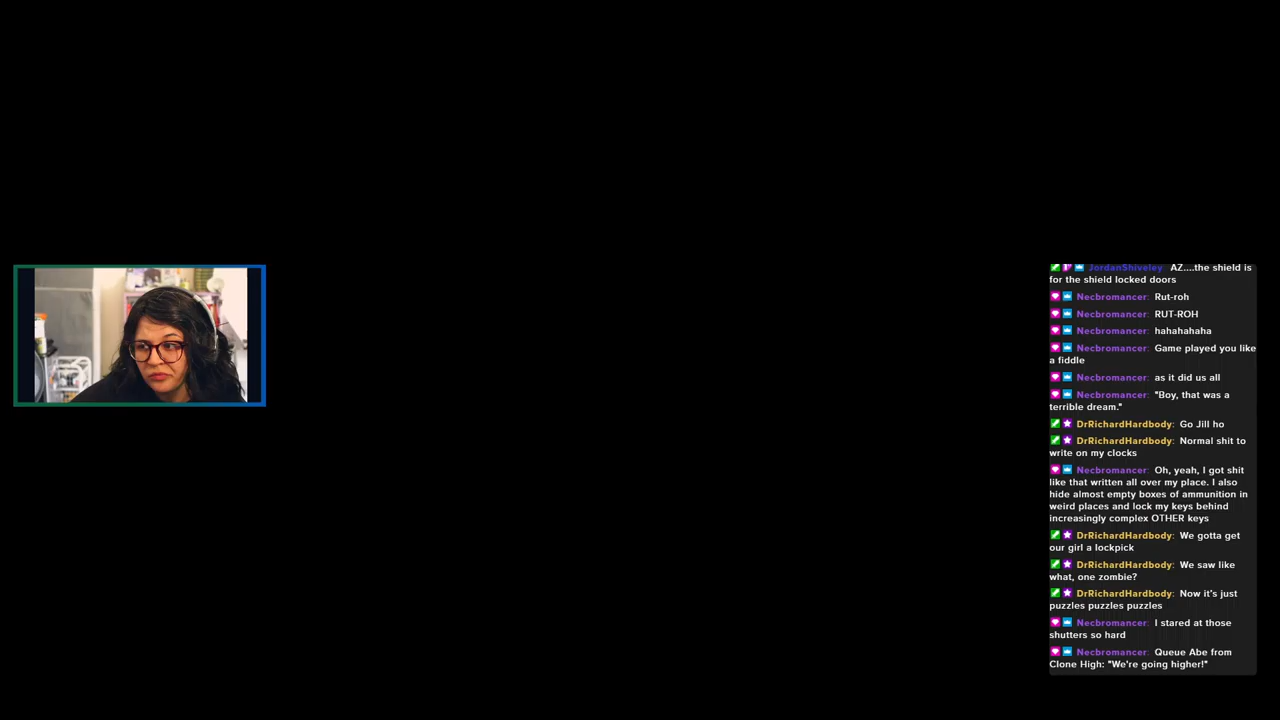 JordanShiveley AZ....the shield is
for the shield locked doors
Necbromancer: Rut-roh
Necbromancer: RUT-ROH
Necbromancer: hahahahaha
Necbromancer: Game played you like
a fiddle
Necbromancer: as it did us all
Necbromancer: "Boy, that was a
terrible dream."
DrRichardHardbody: Go Jill ho
DrRichardHardbody: Normal shit to
write on my clocks
Necbromancer: Oh, yeah, I got shit
like that written all over my place. I also
hide almost empty boxes of ammunition in
weird places and lock my keys behind
increasingly complex OTHER keys
DrRichardHardbody: We gotta get
our girl a lockpick
DrRichardHardbody: We saw like
what, one zombie?
DrRichardHardbody: Now it's just
puzzles puzzles puzzles
Necbromancer: I stared at those
shutters so hard
Necbromancer: Queue Abe from
Clone High: "We're going higher!"